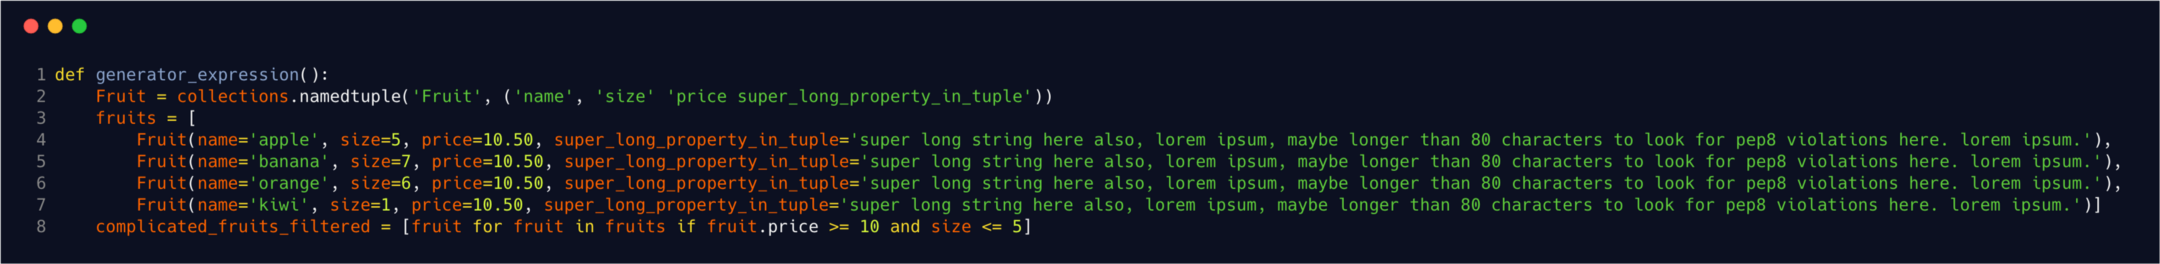 1 def generator_expression():
2     Fruit = collections.namedtuple('Fruit', ('name', 'size' 'price super_long_property_in_tuple'))
3     fruits = [
4         Fruit(name='apple', size=5, price=10.50, super_long_property_in_tuple='super long string here also, lorem ipsum, maybe longer than 80 characters to look for pep8 violations here. lorem ipsum.'),
5         Fruit(name='banana', size=7, price=10.50, super_long_property_in_tuple='super long string here also, lorem ipsum, maybe longer than 80 characters to look for pep8 violations here. lorem ipsum.'),
6         Fruit(name='orange', size=6, price=10.50, super_long_property_in_tuple='super long string here also, lorem ipsum, maybe longer than 80 characters to look for pep8 violations here. lorem ipsum.'),
7         Fruit(name='kiwi', size=1, price=10.50, super_long_property_in_tuple='super long string here also, lorem ipsum, maybe longer than 80 characters to look for pep8 violations here. lorem ipsum.')]
8     complicated_fruits_filtered = [fruit for fruit in fruits if fruit.price >= 10 and size <= 5]